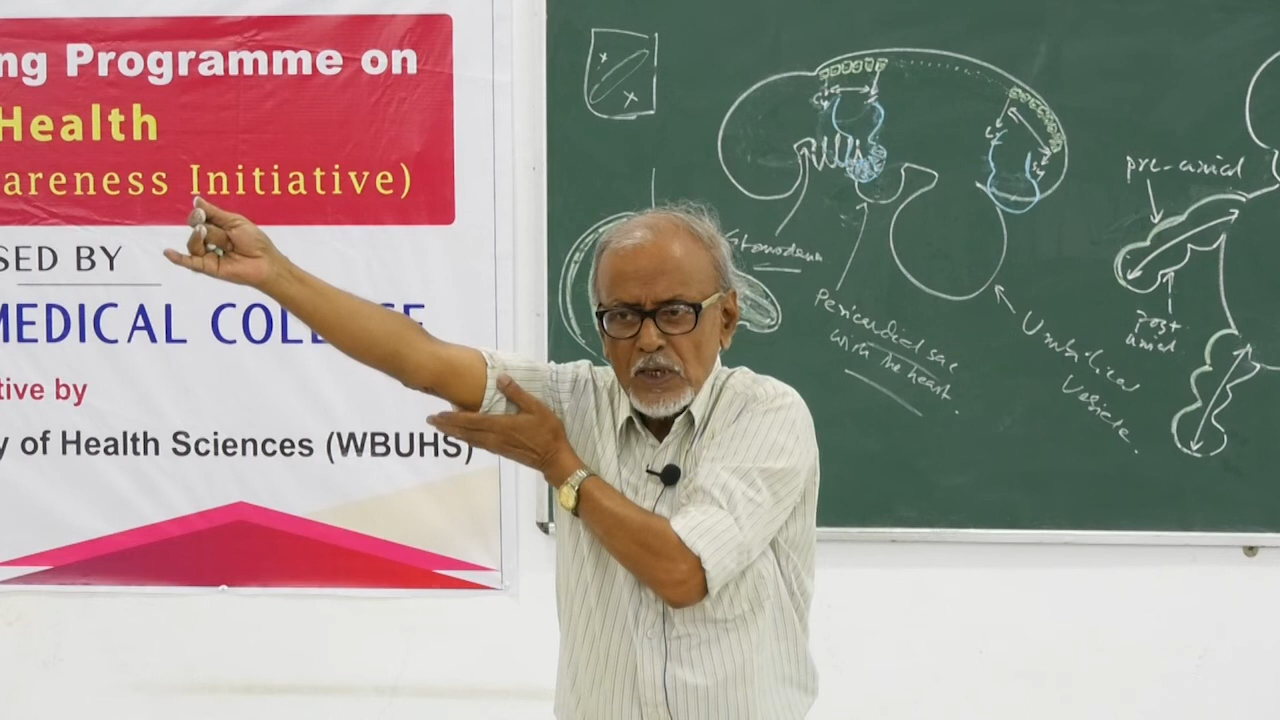 ng Programme on
Health
areness Initiative)
SED BY
MEDICAL COL
tive by
y of Health Sciences (WBUHS)
Pericardial sac
with the heart.
Umbilical
Vesicle.
pre-axial
Post
axial